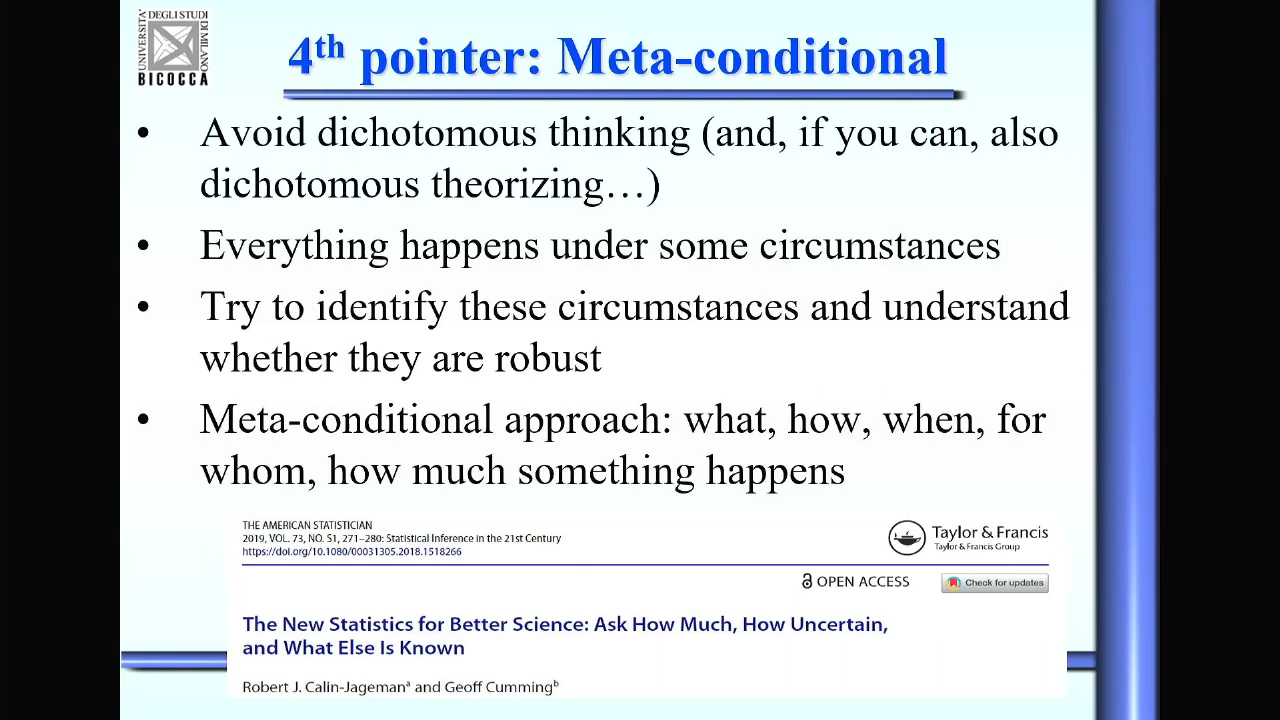 UNIVERSITA'
DEGLI STUDI
DI MILANO
BICOCCA
4th pointer: Meta-conditional
• Avoid dichotomous thinking (and, if you can, also
dichotomous theorizing…)
• Everything happens under some circumstances
• Try to identify these circumstances and understand
whether they are robust
• Meta-conditional approach: what, how, when, for
whom, how much something happens
THE AMERICAN STATISTICIAN
2019, VOL. 73, NO. S1, 271–280: Statistical Inference in the 21st Century
https://doi.org/10.1080/00031305.2018.1518266
Taylor & Francis
Taylor & Francis Group
OPEN ACCESS
Check for updates
The New Statistics for Better Science: Ask How Much, How Uncertain,
and What Else Is Known
Robert J. Calin-Jagemanª and Geoff Cummingᵇ